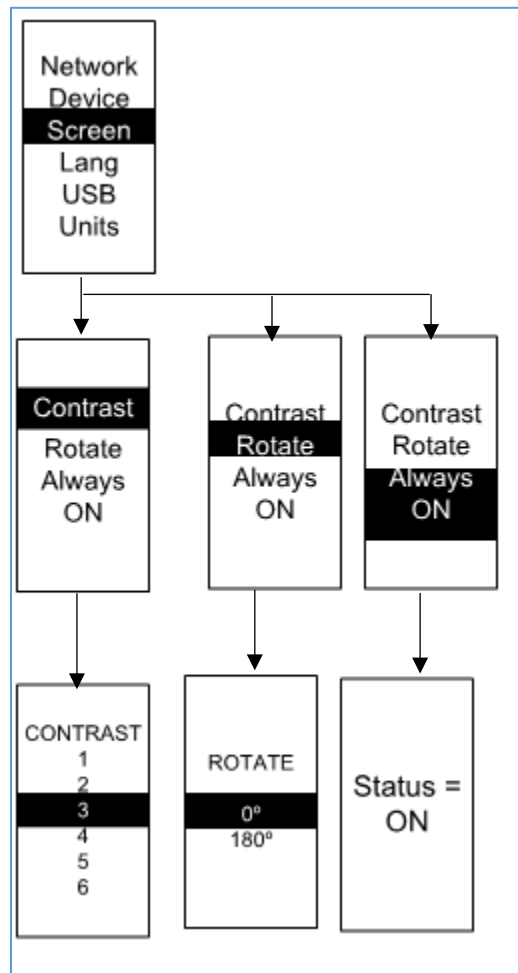 Network
Device
Screen
Lang
USB
Units
Contrast
Rotate
Always
ON
Contrast
Rotate
Always
ON
Contrast
Rotate
Always
ON
CONTRAST
1
2
3
4
5
6
ROTATE
0º
180º
Status =
ON